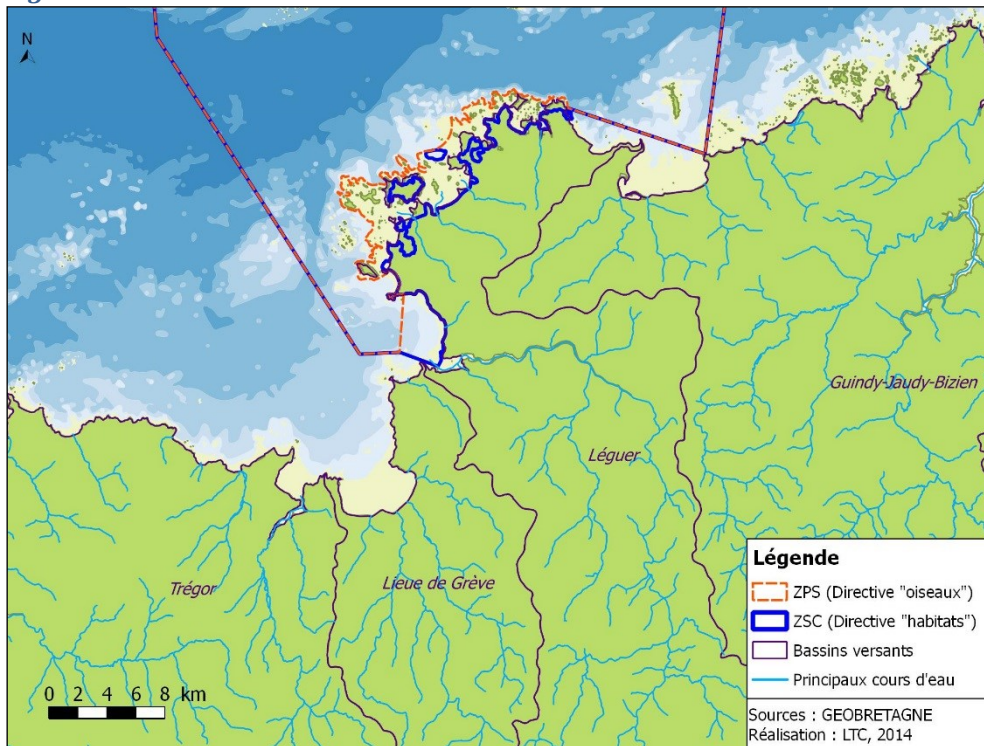 N
Guindy-Jaudy-Bizien
Léguer
Trégor
Lieue de Grève
0 2 4 6 8 km
Légende
ZPS (Directive "oiseaux")
ZSC (Directive "habitats")
Bassins versants
Principaux cours d'eau
Sources : GEOBRETAGNE
Réalisation : LTC, 2014